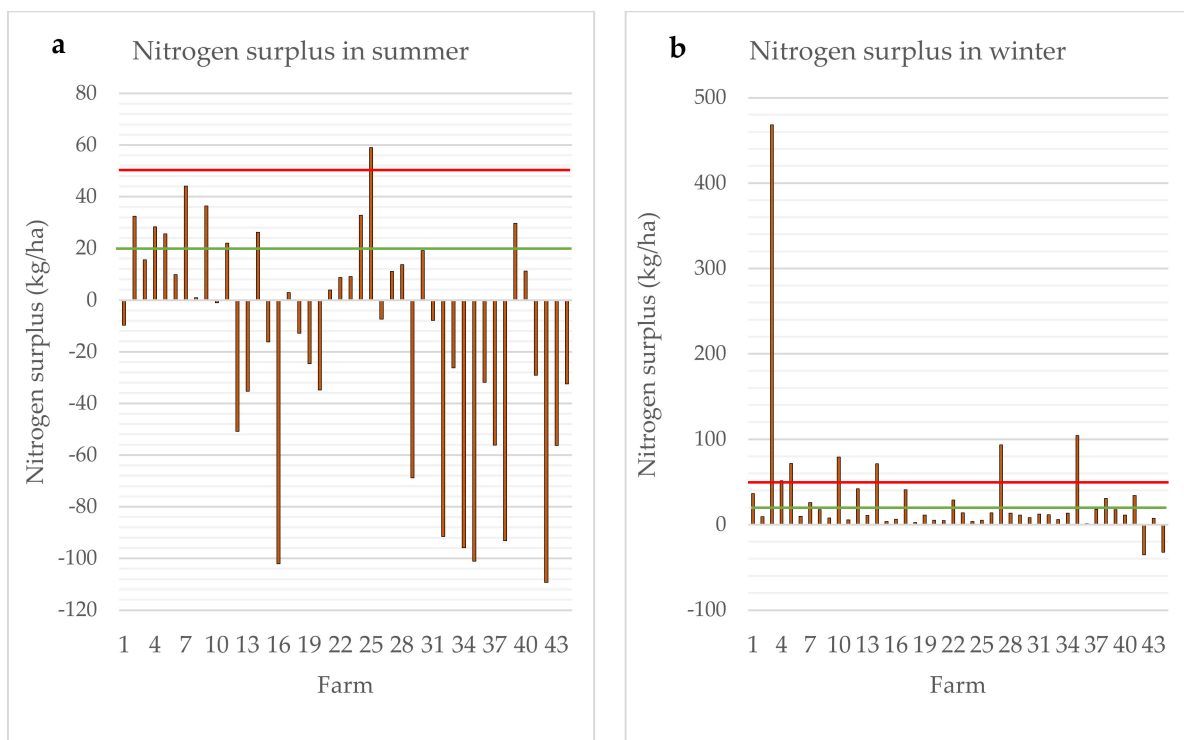 a
Nitrogen surplus in summer
80
60
40
20
0
-20
-40
-60
-80
-100
-120
Nitrogen surplus (kg/ha)
1 4 7 10 13 16 19 22 25 28 31 34 37 40 43
Farm
b
Nitrogen surplus in winter
500
400
300
200
100
0
-100
Nitrogen surplus (kg/ha)
1 4 7 10 13 16 19 22 25 28 31 34 37 40 43
Farm